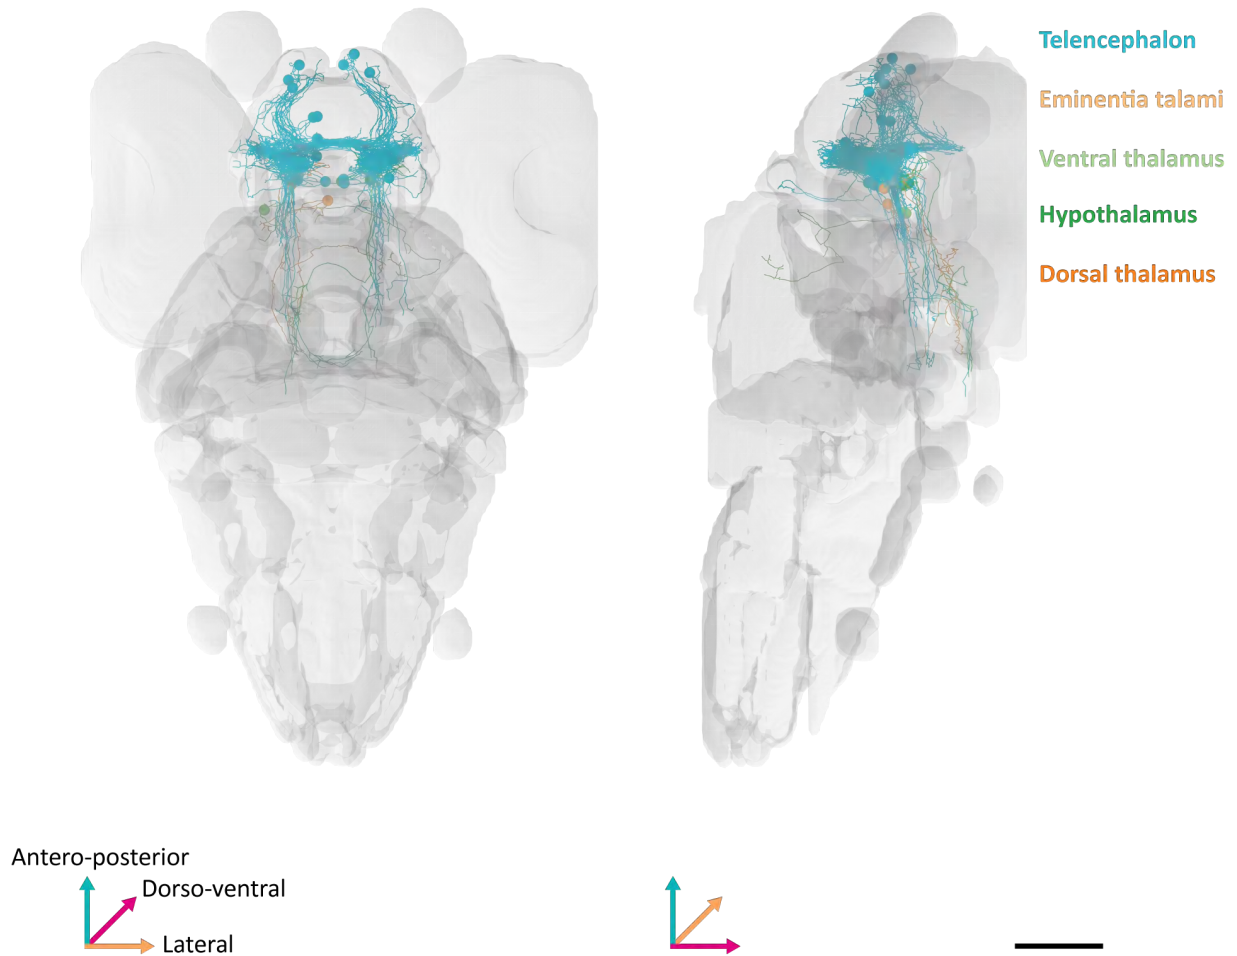 Telencephalon
Eminentia talami
Ventral thalamus
Hypothalamus
Dorsal thalamus
Antero-posterior
Dorso-ventral
Lateral